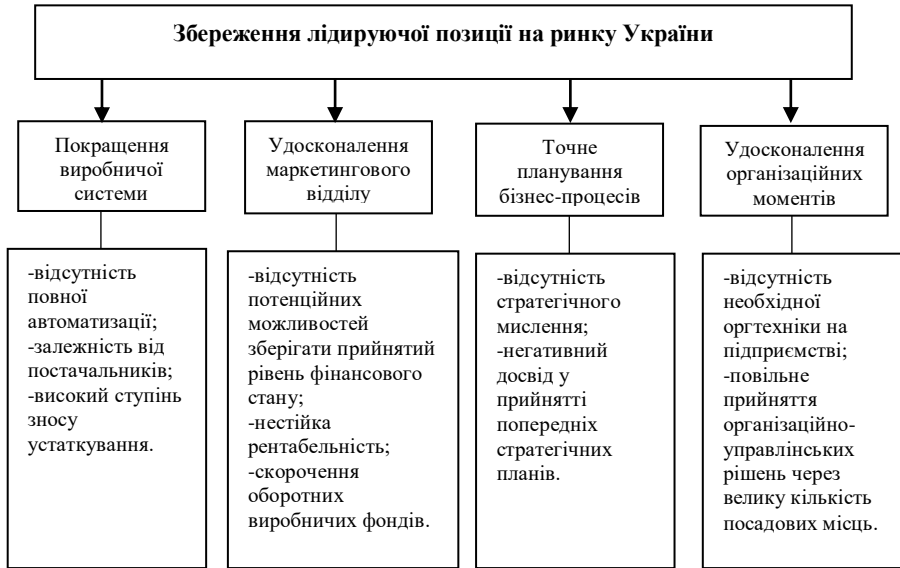 Збереження лідируючої позиції на ринку України
Покращення
виробничої
системи
Удосконалення
маркетингового
відділу
Точне
планування
бізнес-процесів
Удосконалення
організаційних
моментів
-відсутність
повної
автоматизації;
-залежність від
постачальників;
-високий ступінь
зносу
устаткування.
-відсутність
потенційних
можливостей
зберігати прийнятий
рівень фінансового
стану;
-нестійка
рентабельність;
-скорочення
оборотних
виробничих фондів.
-відсутність
стратегічного
мислення;
-негативний
досвід у
прийнятті
попередніх
стратегічних
планів.
-відсутність
необхідної
оргтехніки на
підприємстві;
-повільне
прийняття
організаційно-
управлінських
рішень через
велику кількість
посадових місць.